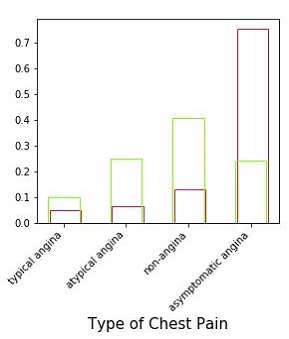 0.7
0.6
0.5
0.4
0.3
0.2
0.1
0.0
typical angina
atypical angina
non-angina
asymptomatic angina
Type of Chest Pain